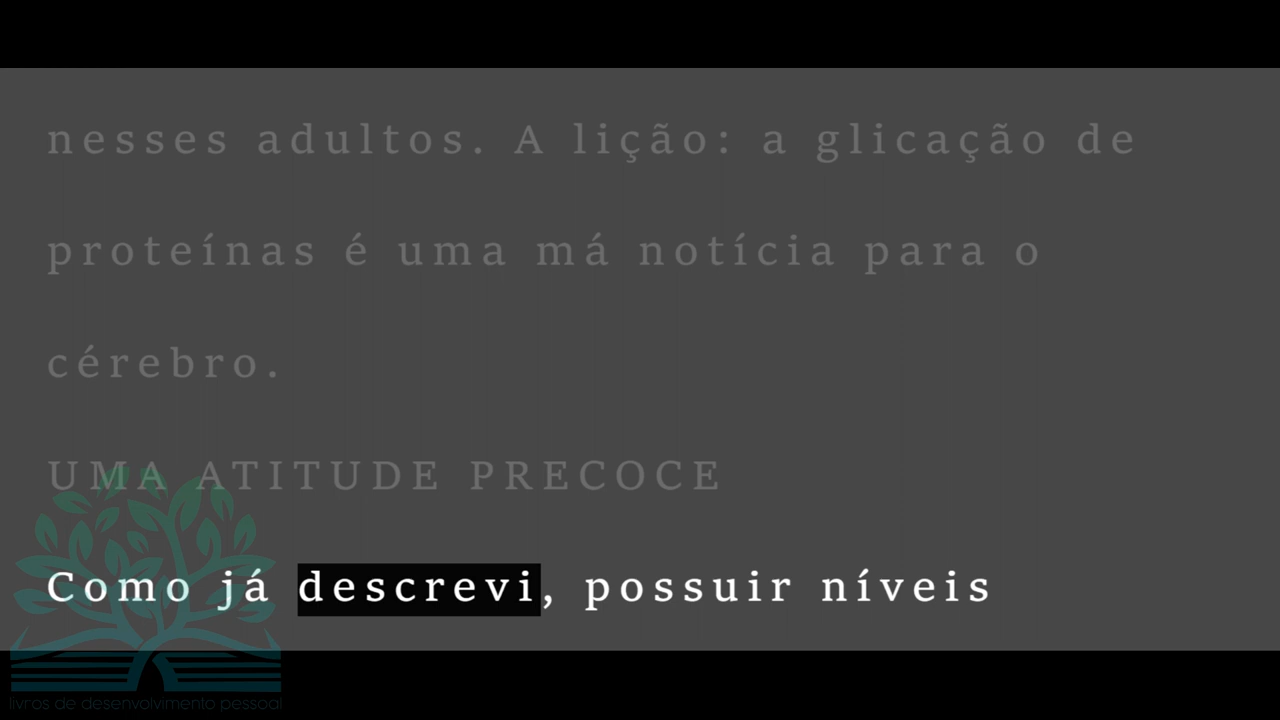 nesses adultos. A lição: a glicação de
proteínas é uma má notícia para o
cérebro.
UMA ATITUDE PRECOCE
Como já descrevi, possuir níveis
livros de desenvolvimento pessoal